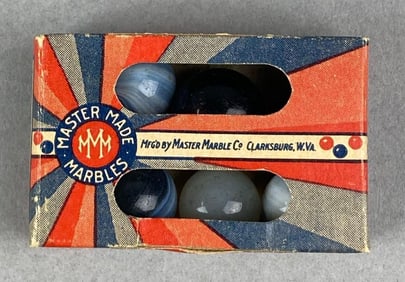 MASTER MADE
MMM
MARBLES
MF'G'D BY MASTER MARBLE CO CLARKSBURG, W.VA.